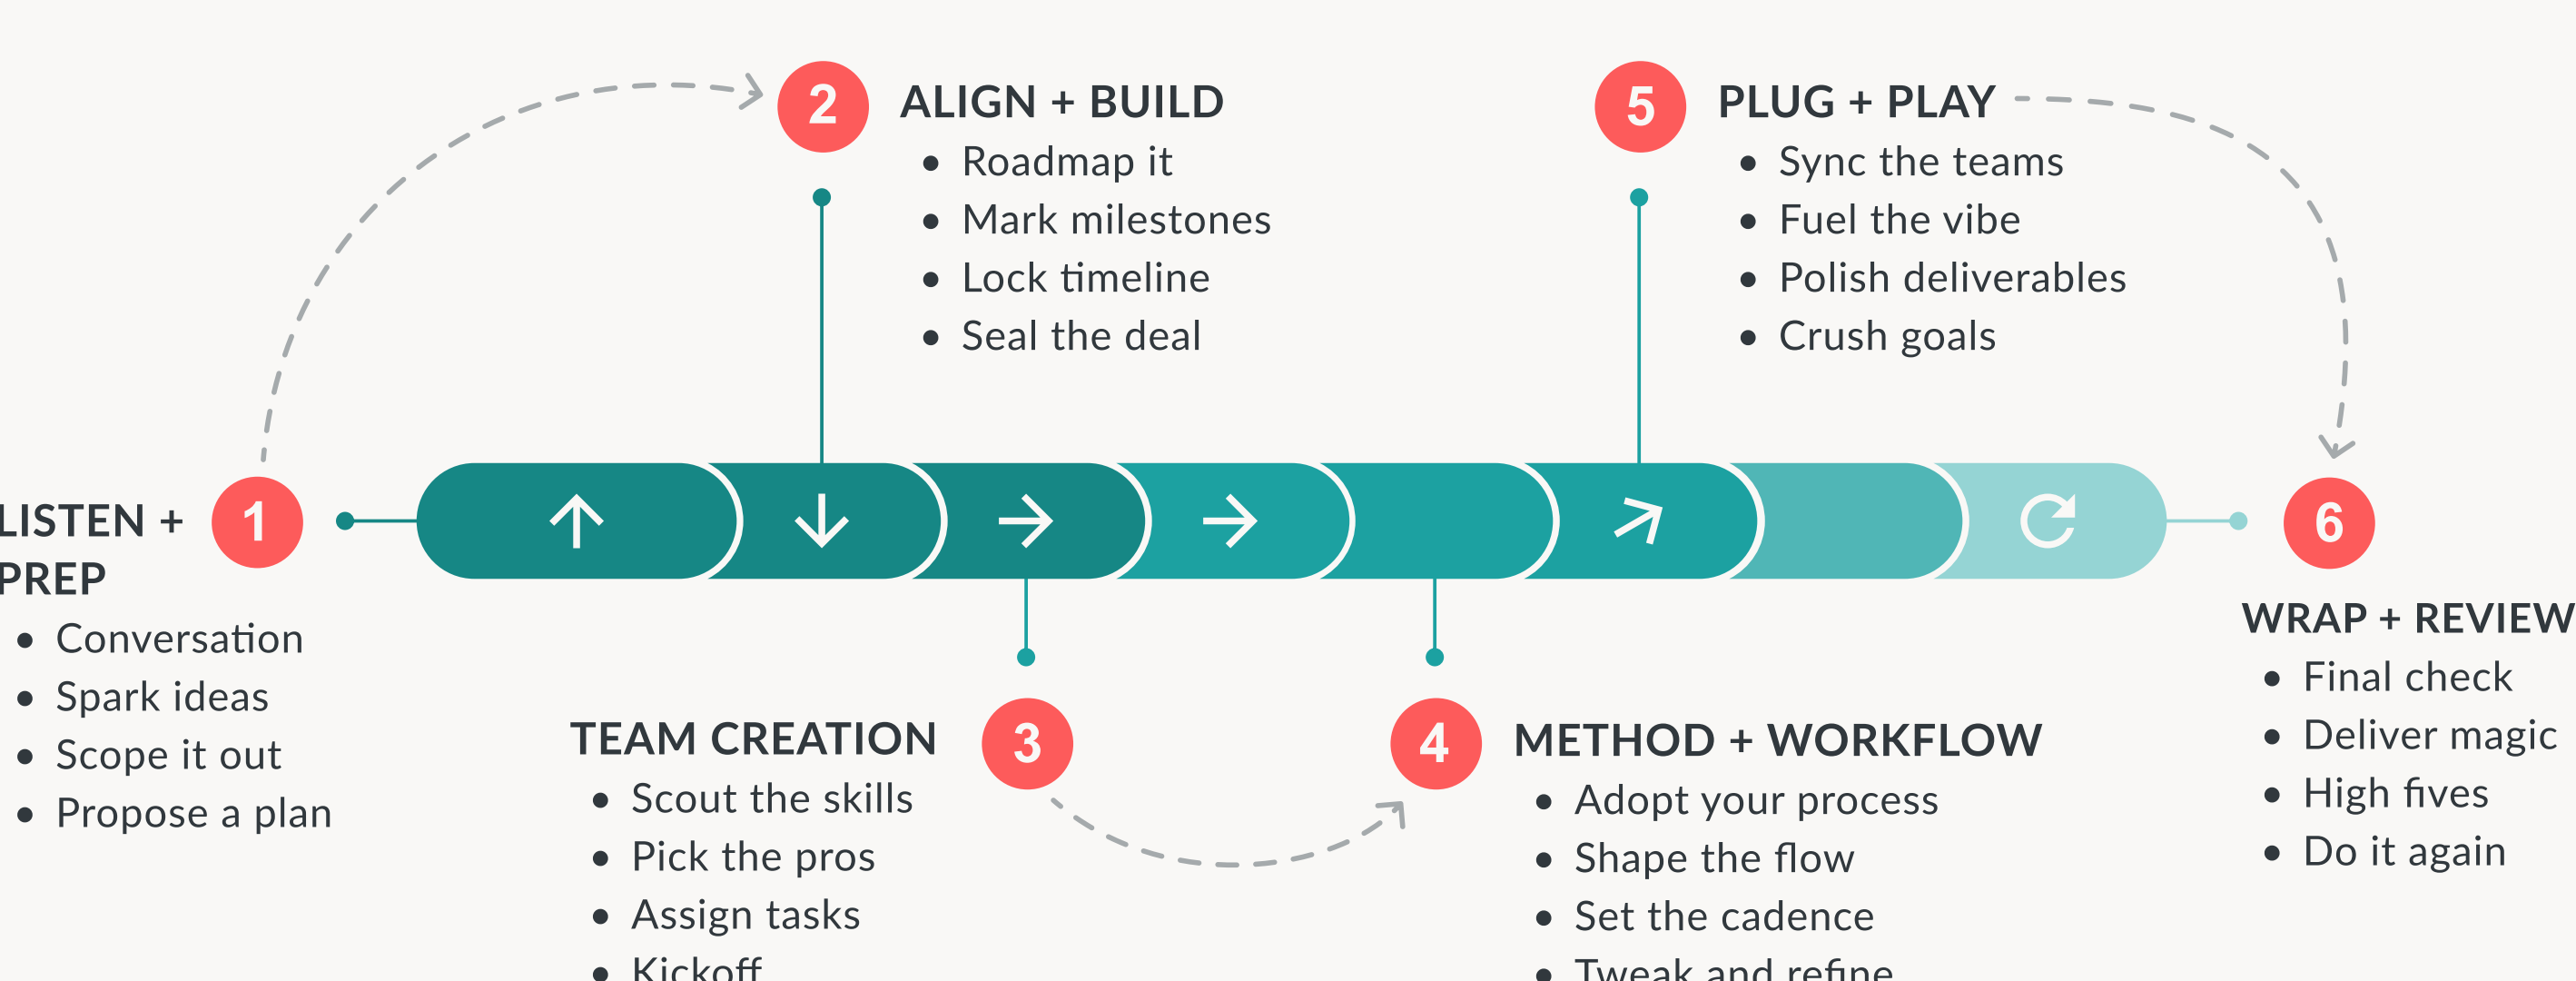 1
LISTEN +
PREP
• Conversation
• Spark ideas
• Scope it out
• Propose a plan
2
ALIGN + BUILD
• Roadmap it
• Mark milestones
• Lock timeline
• Seal the deal
3
TEAM CREATION
• Scout the skills
• Pick the pros
• Assign tasks
• Kickoff
4
METHOD + WORKFLOW
• Adopt your process
• Shape the flow
• Set the cadence
• Tweak and refine
5
PLUG + PLAY
• Sync the teams
• Fuel the vibe
• Polish deliverables
• Crush goals
6
WRAP + REVIEW
• Final check
• Deliver magic
• High fives
• Do it again